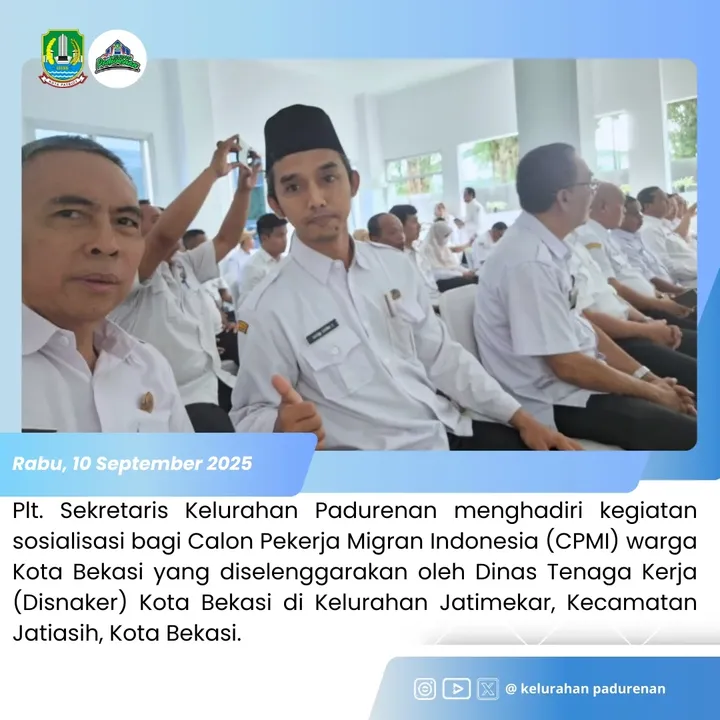 Rabu, 10 September 2025
Plt. Sekretaris Kelurahan Padurenan menghadiri kegiatan
sosialisasi bagi Calon Pekerja Migran Indonesia (CPMI) warga
Kota Bekasi yang diselenggarakan oleh Dinas Tenaga Kerja
(Disnaker) Kota Bekasi di Kelurahan Jatimekar, Kecamatan
Jatiasih, Kota Bekasi.
@ kelurahan padurenan